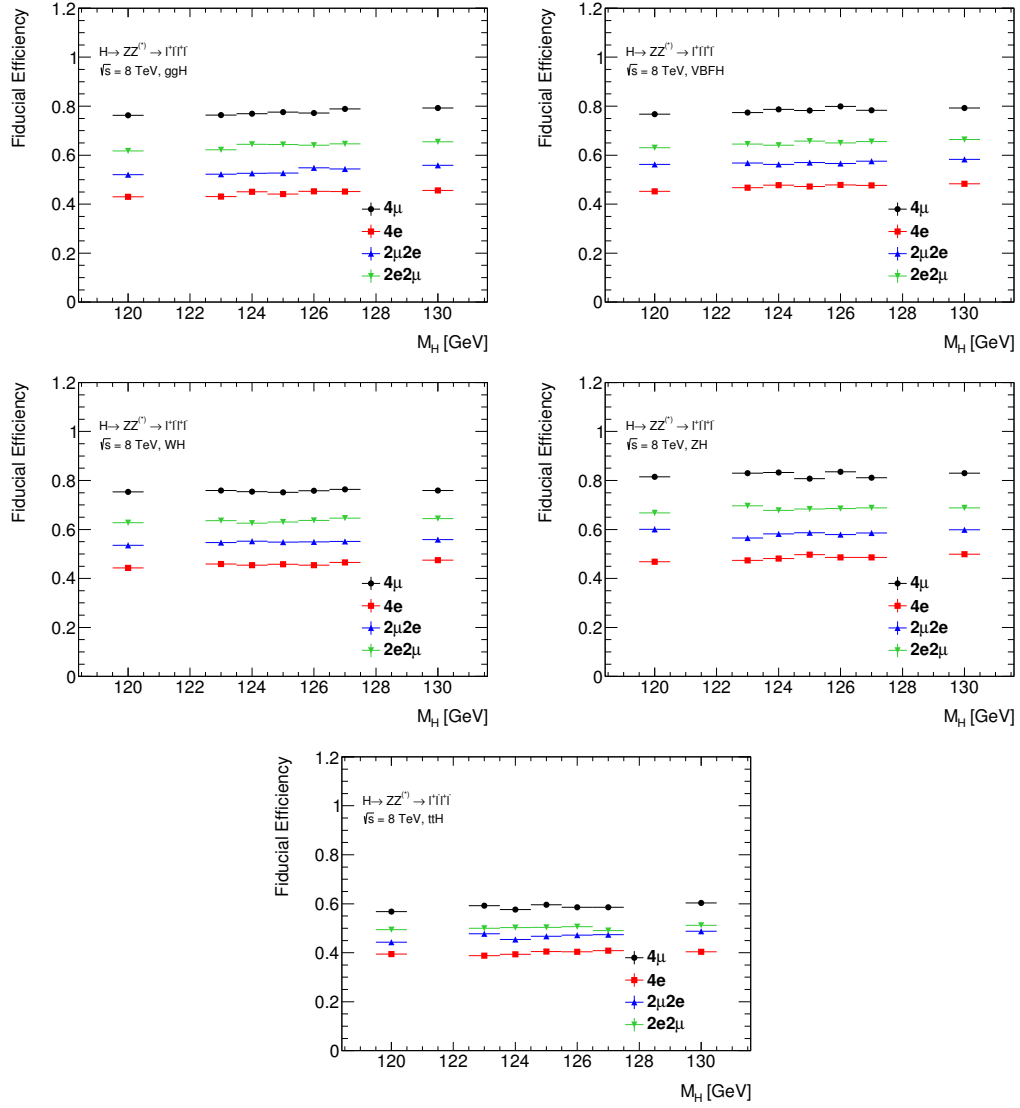 Fiducial Efficiency
1.2
1
0.8
0.6
0.4
0.2
0
H→ ZZ(*) → l+l-l+l-
√s = 8 TeV, ggH
4μ
4e
2μ2e
2e2μ
120 122 124 126 128 130
M_H [GeV]
Fiducial Efficiency
1.2
1
0.8
0.6
0.4
0.2
0
H→ ZZ(*) → l+l-l+l-
√s = 8 TeV, VBFH
4μ
4e
2μ2e
2e2μ
120 122 124 126 128 130
M_H [GeV]
Fiducial Efficiency
1.2
1
0.8
0.6
0.4
0.2
0
H→ ZZ(*) → l+l-l+l-
√s = 8 TeV, WH
4μ
4e
2μ2e
2e2μ
120 122 124 126 128 130
M_H [GeV]
Fiducial Efficiency
1.2
1
0.8
0.6
0.4
0.2
0
H→ ZZ(*) → l+l-l+l-
√s = 8 TeV, ZH
4μ
4e
2μ2e
2e2μ
120 122 124 126 128 130
M_H [GeV]
Fiducial Efficiency
1.2
1
0.8
0.6
0.4
0.2
0
H→ ZZ(*) → l+l-l+l-
√s = 8 TeV, ttH
4μ
4e
2μ2e
2e2μ
120 122 124 126 128 130
M_H [GeV]